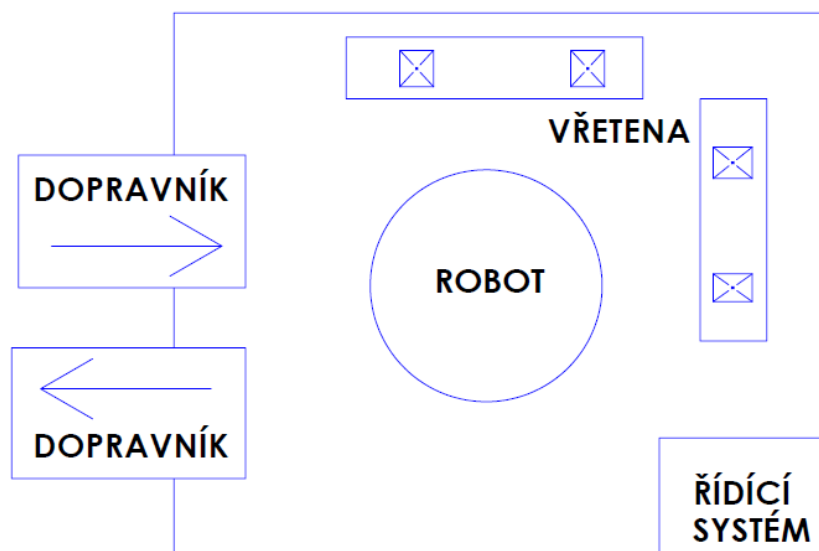 VŘETENA
DOPRAVNÍK
ROBOT
DOPRAVNÍK
ŘÍDÍCÍ
SYSTÉM